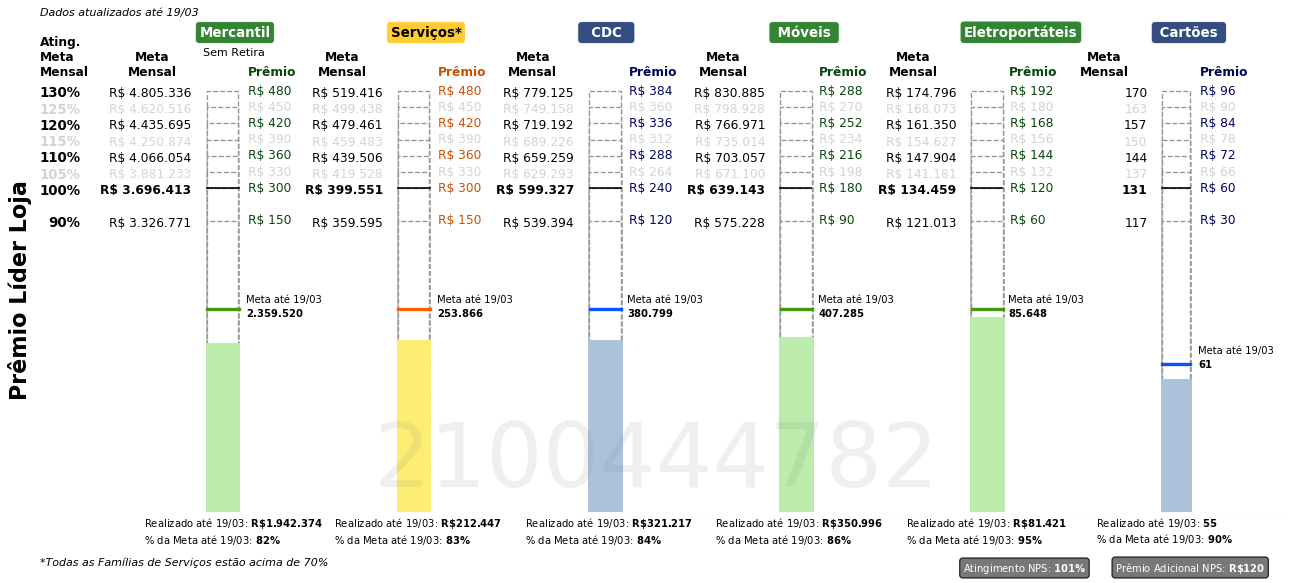 Dados atualizados até 19/03
Mercantil Serviços* CDC Móveis Eletroportáteis Cartões
Sem Retira
Ating. Meta Mensal Meta Mensal Prêmio Meta Mensal Prêmio Meta Mensal Prêmio Meta Mensal Prêmio Meta Mensal Prêmio Meta Mensal Prêmio
130% R$ 4.805.336 R$ 480 R$ 519.416 R$ 480 R$ 779.125 R$ 384 R$ 830.885 R$ 288 R$ 174.796 R$ 192 170 R$ 96
125% R$ 4.620.516 R$ 450 R$ 499.438 R$ 450 R$ 749.158 R$ 360 R$ 798.928 R$ 270 R$ 168.073 R$ 180 163 R$ 90
120% R$ 4.435.695 R$ 420 R$ 479.461 R$ 420 R$ 719.192 R$ 336 R$ 766.971 R$ 252 R$ 161.350 R$ 168 157 R$ 84
115% R$ 4.250.874 R$ 390 R$ 459.483 R$ 390 R$ 689.226 R$ 312 R$ 735.014 R$ 234 R$ 154.627 R$ 156 150 R$ 78
110% R$ 4.066.054 R$ 360 R$ 439.506 R$ 360 R$ 659.259 R$ 288 R$ 703.057 R$ 216 R$ 147.904 R$ 144 144 R$ 72
105% R$ 3.881.233 R$ 330 R$ 419.528 R$ 330 R$ 629.293 R$ 264 R$ 671.100 R$ 198 R$ 141.181 R$ 132 137 R$ 66
100% R$ 3.696.413 R$ 300 R$ 399.551 R$ 300 R$ 599.327 R$ 240 R$ 639.143 R$ 180 R$ 134.459 R$ 120 131 R$ 60
90% R$ 3.326.771 R$ 150 R$ 359.595 R$ 150 R$ 539.394 R$ 120 R$ 575.228 R$ 90 R$ 121.013 R$ 60 117 R$ 30
Prêmio Líder Loja
Meta até 19/03 Meta até 19/03 Meta até 19/03 Meta até 19/03 Meta até 19/03
2.359.520 253.866 380.799 407.285 85.648
Meta até 19/03
61
2100444782
Realizado até 19/03: R$1.942.374 Realizado até 19/03: R$212.447 Realizado até 19/03: R$321.217 Realizado até 19/03: R$350.996 Realizado até 19/03: R$81.421 Realizado até 19/03: 55
% da Meta até 19/03: 82% % da Meta até 19/03: 83% % da Meta até 19/03: 84% % da Meta até 19/03: 86% % da Meta até 19/03: 95% % da Meta até 19/03: 90%
*Todas as Famílias de Serviços estão acima de 70%
Atingimento NPS: 101% Prêmio Adicional NPS: R$120